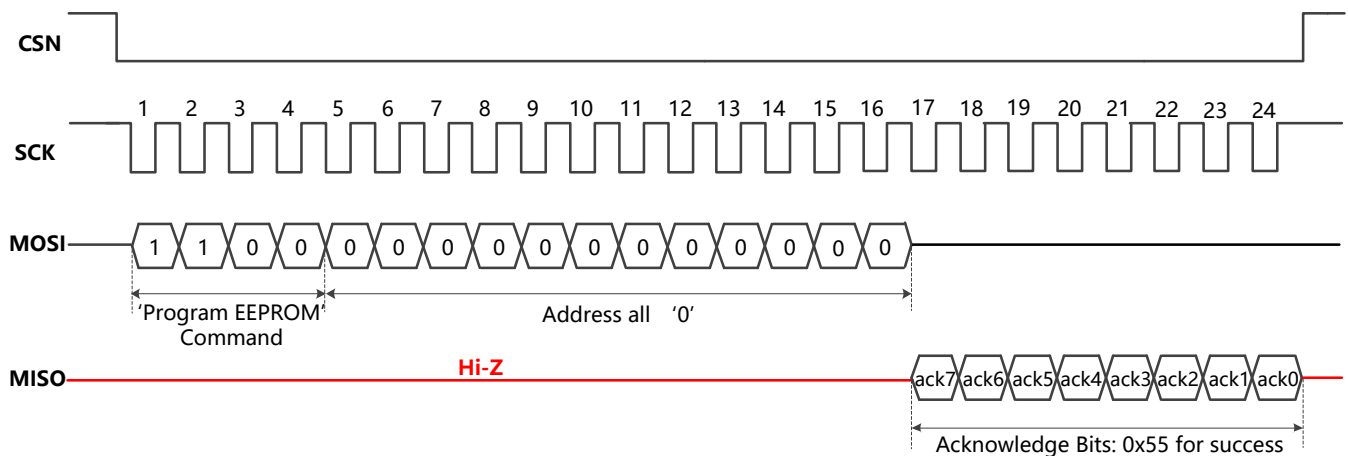 CSN
1 2 3 4 5 6 7 8 9 10 11 12 13 14 15 16 17 18 19 20 21 22 23 24
SCK
MOSI 1 1 0 0 0 0 0 0 0 0 0 0 0 0 0 0
‘Program EEPROM’ Address all ‘0’
Command
Hi-Z
MISO ack7 ack6 ack5 ack4 ack3 ack2 ack1 ack0
Acknowledge Bits: 0x55 for success